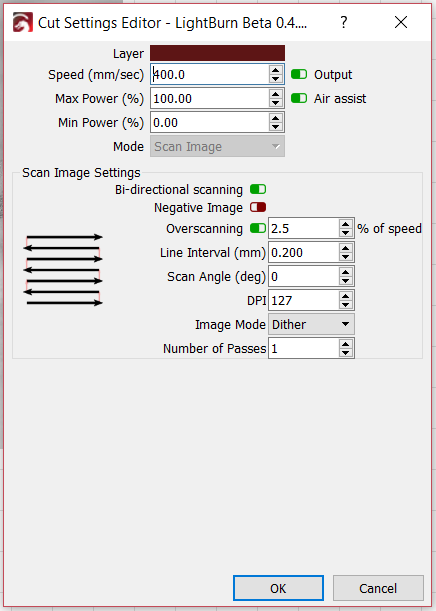 Cut Settings Editor - LightBurn Beta 0.4.... ?
Layer
Speed (mm/sec) 400.0 Output
Max Power (%) 100.00 Air assist
Min Power (%) 0.00
Mode Scan Image
Scan Image Settings
Bi-directional scanning
Negative Image
Overscanning 2.5 % of speed
Line Interval (mm) 0.200
Scan Angle (deg) 0
DPI 127
Image Mode Dither
Number of Passes 1
OK Cancel